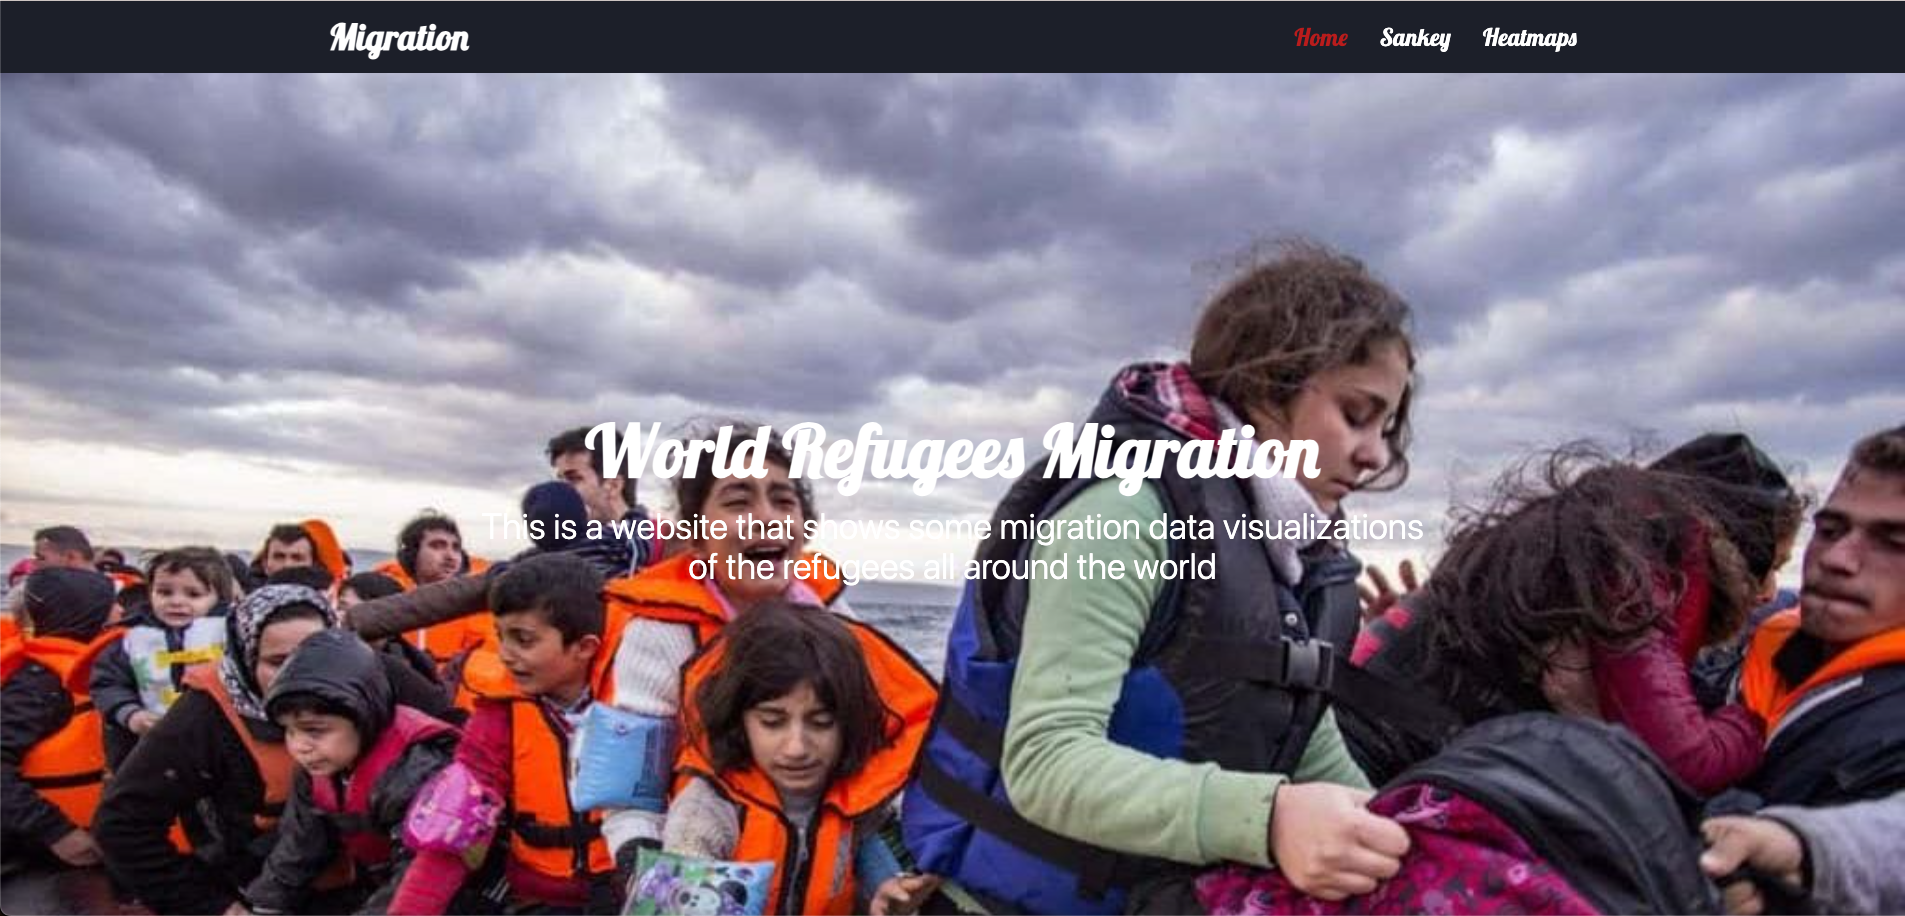 Migration
Home Sankey Heatmaps
World Refugees Migration
This is a website that shows some migration data visualizations
of the refugees all around the world